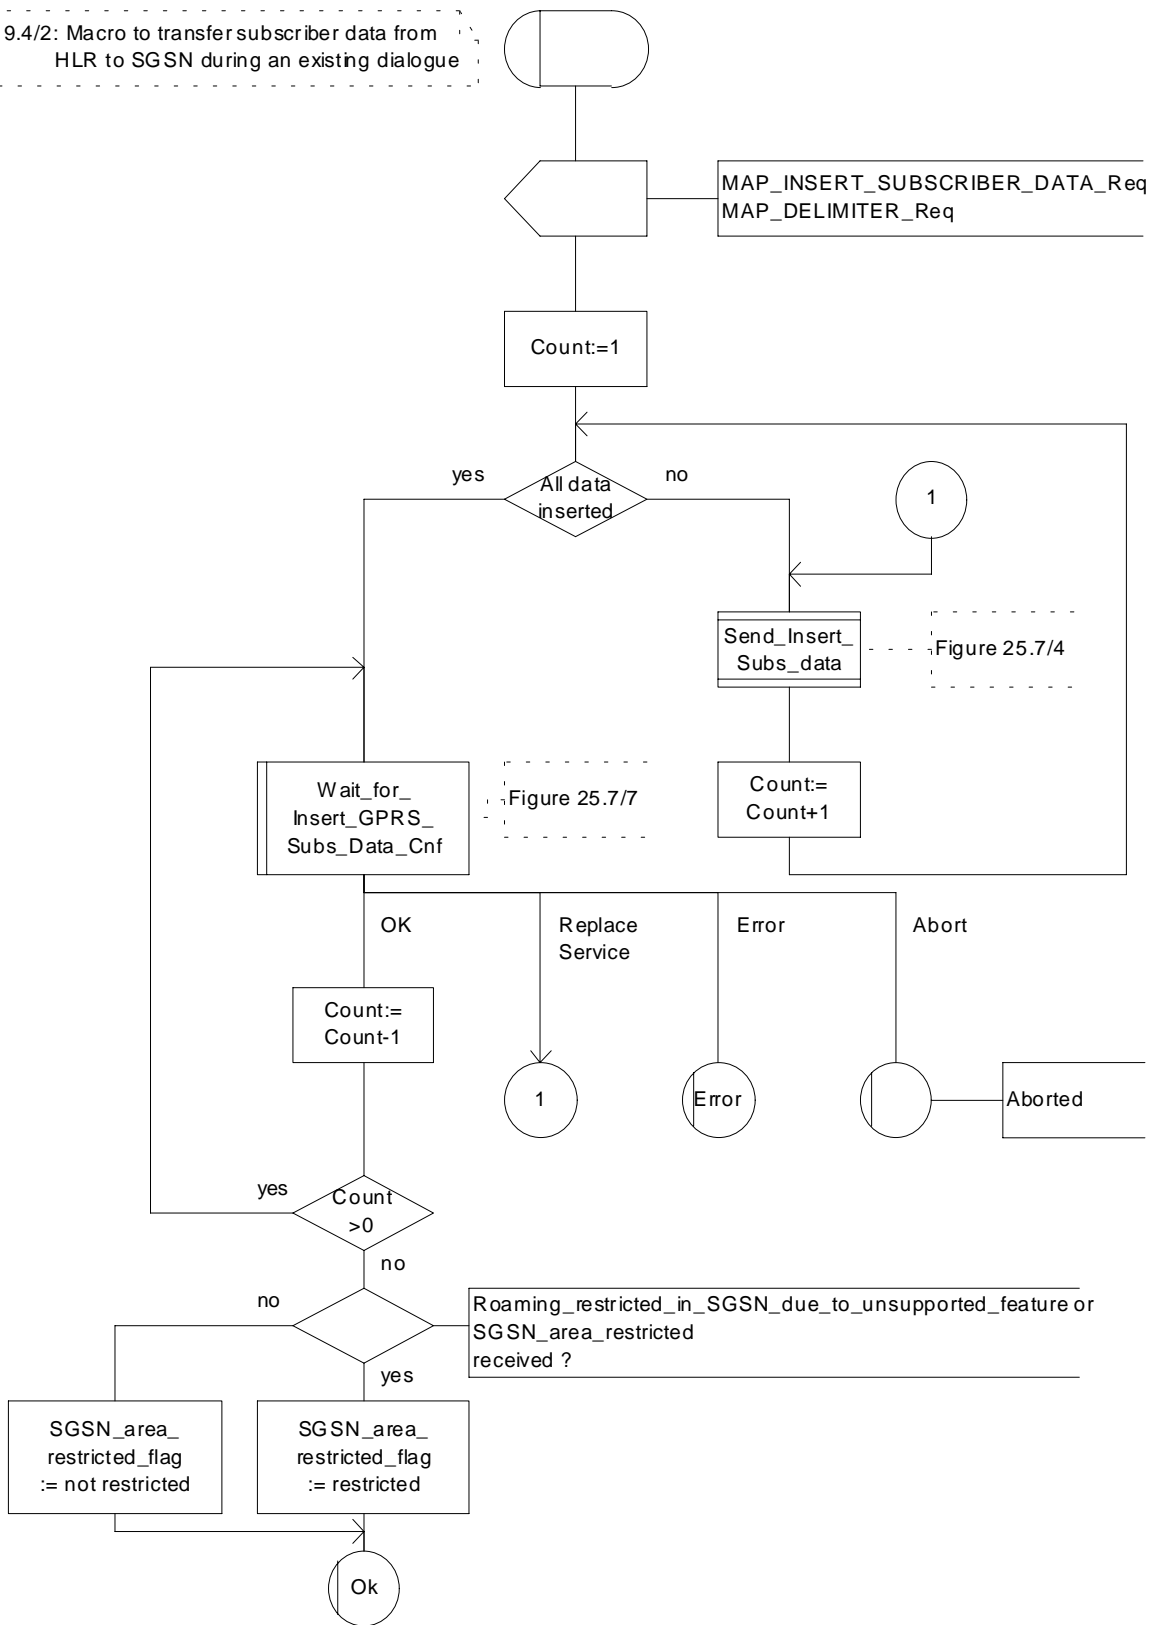 9.4/2: Macro to transfer subscriber data from
HLR to SGSN during an existing dialogue
MAP_INSERT_SUBSCRIBER_DATA_Req
MAP_DELIMITER_Req
Count:=1
yes
All data
inserted
no
1
Send_Insert_
Subs_data
Figure 25.7/4
Wait_for_
Insert_GPRS_
Subs_Data_Cnf
Figure 25.7/7
Count:=
Count+1
OK
Replace
Service
Error
Abort
Count:=
Count-1
1
Error
Aborted
yes
Count
>0
no
no
Roaming_restricted_in_SGSN_due_to_unsupported_feature or
SGSN_area_restricted
received ?
yes
SGSN_area_
restricted_flag
:= not restricted
SGSN_area_
restricted_flag
:= restricted
Ok